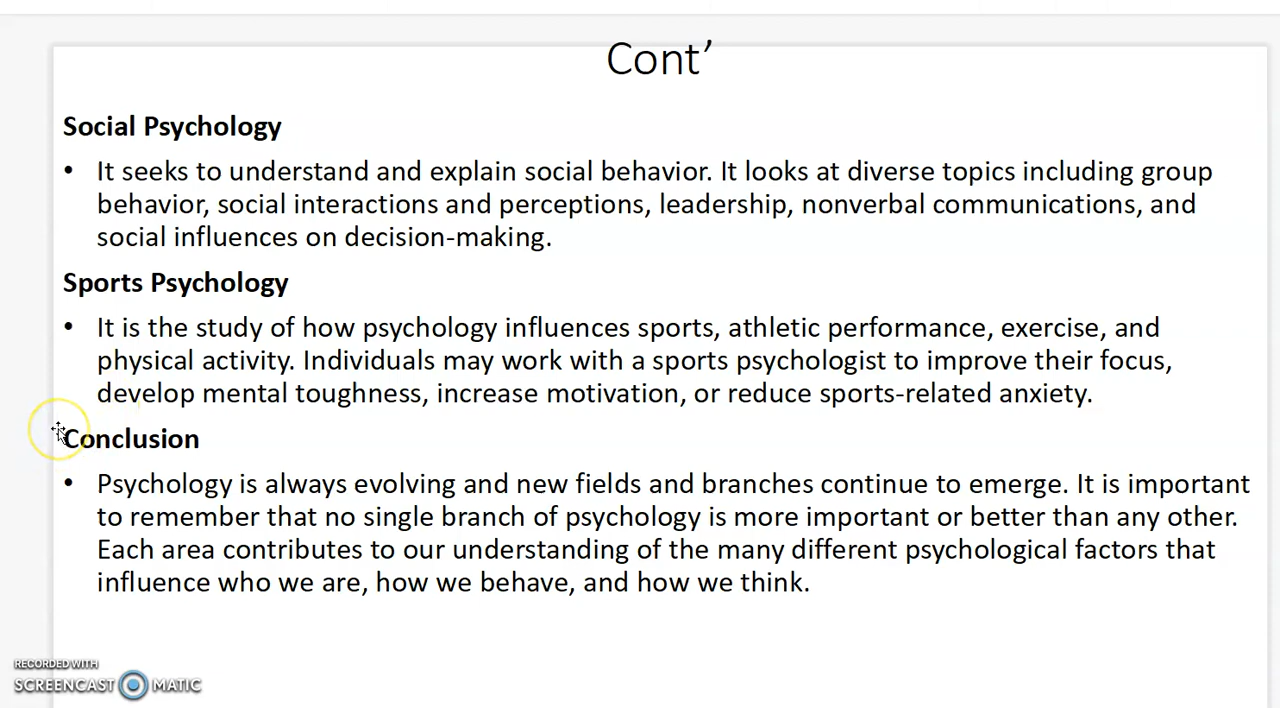 Cont’
Social Psychology
• It seeks to understand and explain social behavior. It looks at diverse topics including group
behavior, social interactions and perceptions, leadership, nonverbal communications, and
social influences on decision-making.
Sports Psychology
• It is the study of how psychology influences sports, athletic performance, exercise, and
physical activity. Individuals may work with a sports psychologist to improve their focus,
develop mental toughness, increase motivation, or reduce sports-related anxiety.
Conclusion
• Psychology is always evolving and new fields and branches continue to emerge. It is important
to remember that no single branch of psychology is more important or better than any other.
Each area contributes to our understanding of the many different psychological factors that
influence who we are, how we behave, and how we think.
RECORDED WITH
SCREENCAST MATIC